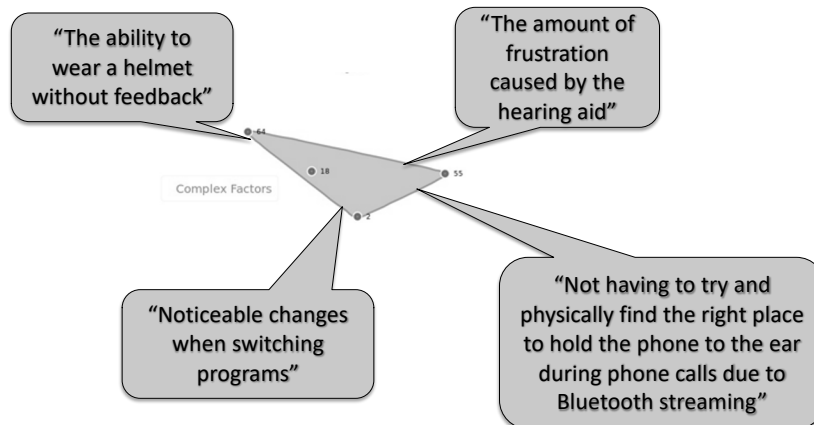 “The ability to
wear a helmet
without feedback”
“The amount of
frustration
caused by the
hearing aid”
64
18
55
Complex Factors
2
“Noticeable changes
when switching
programs”
“Not having to try and
physically find the right place
to hold the phone to the ear
during phone calls due to
Bluetooth streaming”